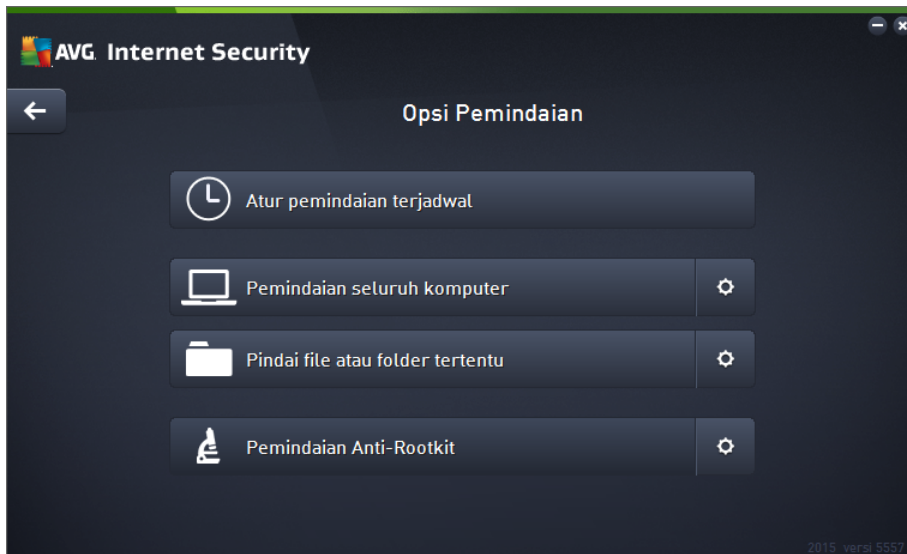 AVG. Internet Security
Opsi Pemindaian
Atur pemindaian terjadwal
Pemindaian seluruh komputer
Pindai file atau folder tertentu
Pemindaian Anti-Rootkit
2015 versi 5557